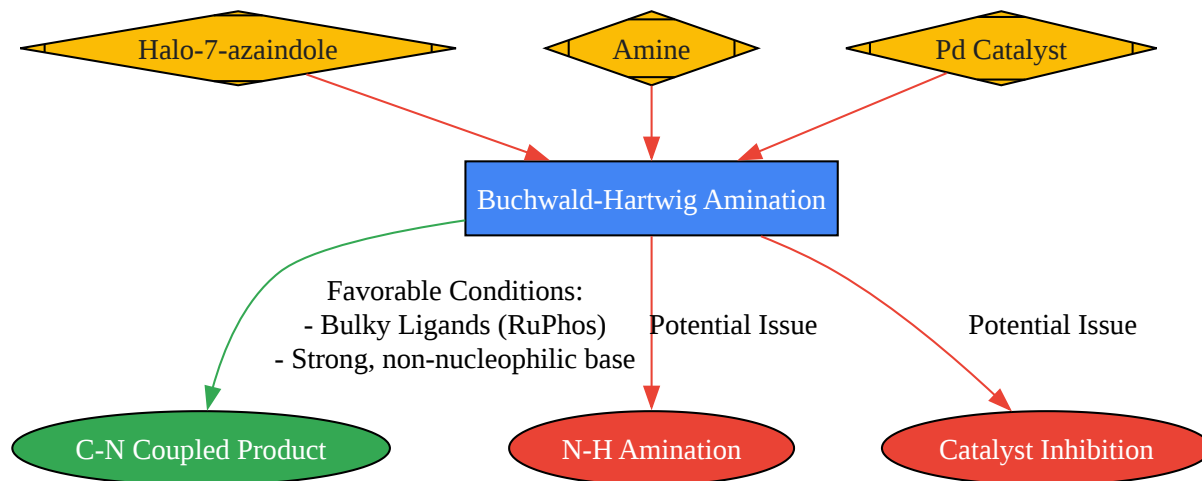 Halo-7-azaindole
Amine
Pd Catalyst
Buchwald-Hartwig Amination
Favorable Conditions:
- Bulky Ligands (RuPhos)
- Strong, non-nucleophilic base
Potential Issue
Potential Issue
C-N Coupled Product
N-H Amination
Catalyst Inhibition